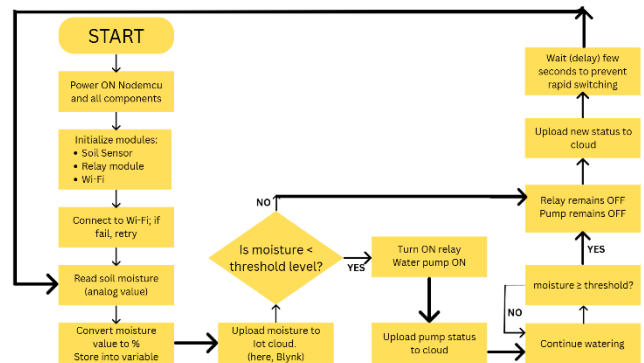 START
Power ON Nodemcu
and all components
Initialize modules:
• Soil Sensor
• Relay module
• Wi-Fi
Connect to Wi-Fi; if
fail, retry
Read soil moisture
(analog value)
Convert moisture
value to %
Store into variable
Upload moisture to
Iot cloud.
(here, Blynk)
Is moisture <
threshold level?
NO
YES
Turn ON relay
Water pump ON
Upload pump status
to cloud
Continue watering
NO
moisture ≥ threshold?
YES
Relay remains OFF
Pump remains OFF
Upload new status to
cloud
Wait (delay) few
seconds to prevent
rapid switching